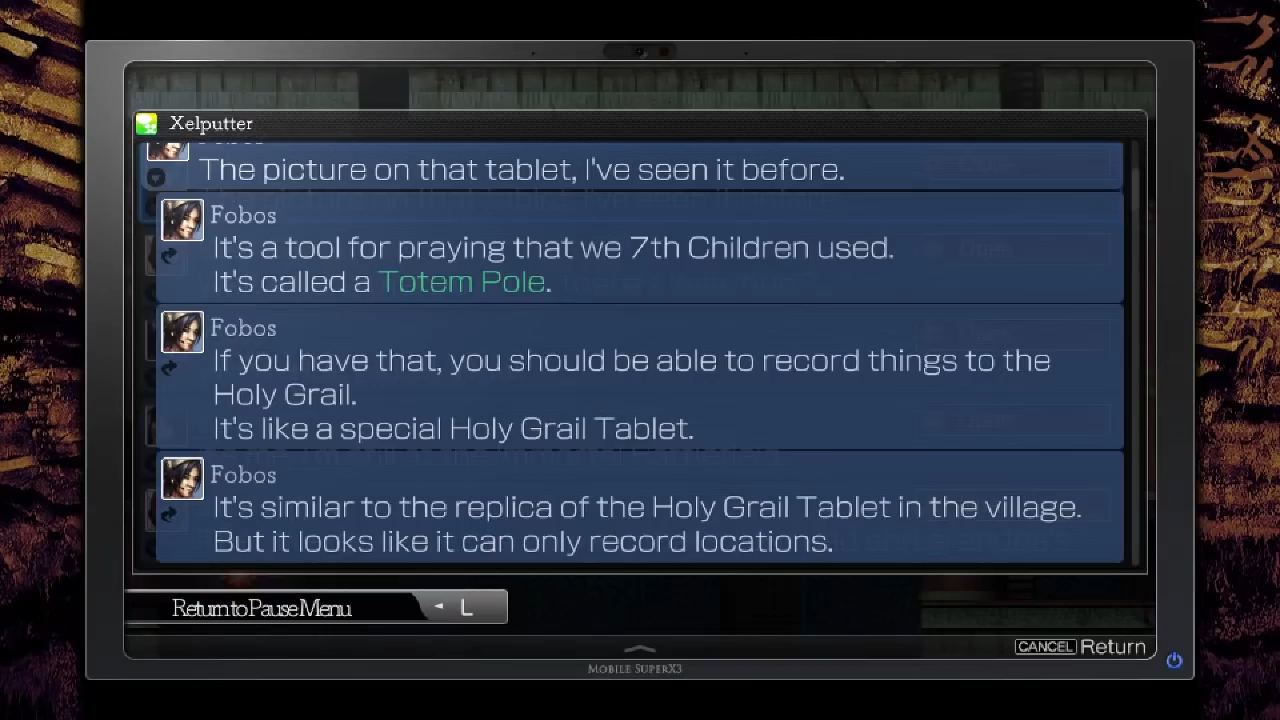 Xelputter
The picture on that tablet, I've seen it before.
Fobos
It's a tool for praying that we 7th Children used.
It's called a Totem Pole.
Fobos
If you have that, you should be able to record things to the
Holy Grail.
It's like a special Holy Grail Tablet.
Fobos
It's similar to the replica of the Holy Grail Tablet in the village.
But it looks like it can only record locations.
Return to Pause Menu
L
CANCEL Return
MOBILE SUPERX3